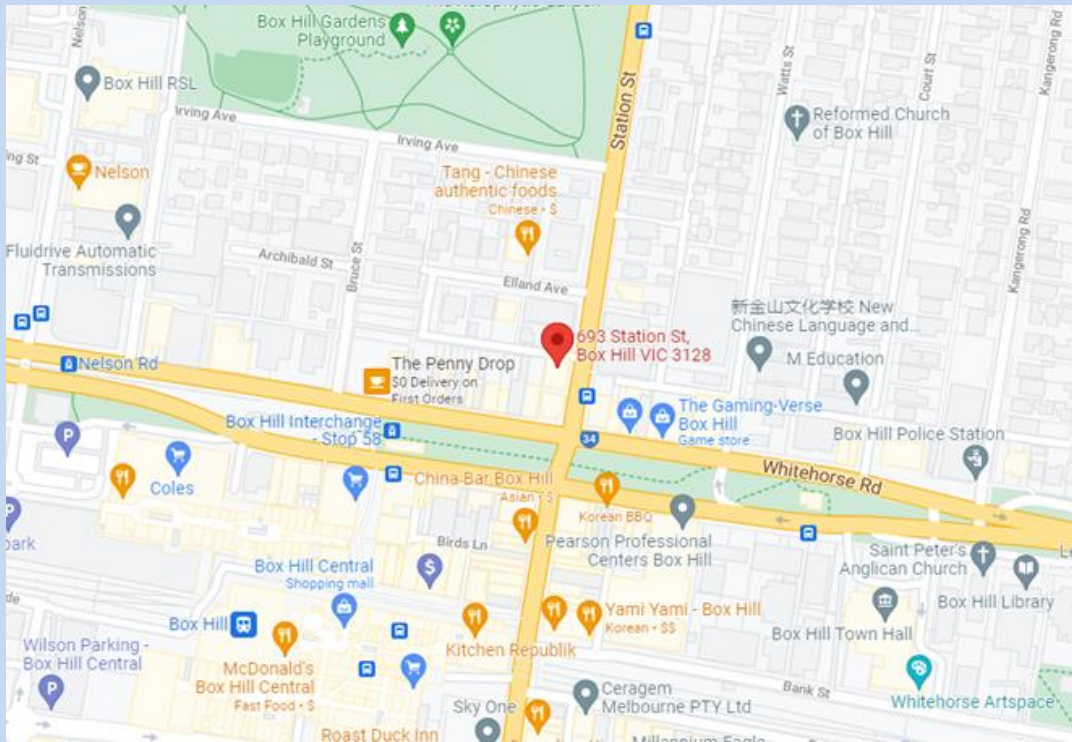 Box Hill Gardens
Playground
Nelson
Station St
Watts St
Court St
Kangerong Rd
Box Hill RSL
Reformed Church
of Box Hill
Irving Ave
Irving Ave
Nelson
Tang - Chinese
authentic foods
Chinese · $
Fluidrive Automatic
Transmissions
Archibald St
Bruce St
Elland Ave
Kangerong Rd
新金山文化学校 New
Chinese Language and...
693 Station St,
Box Hill VIC 3128
M.Education
Nelson Rd
The Penny Drop
$0 Delivery on
First Orders
The Gaming-Verse
Box Hill
Game store
Box Hill Interchange
- Stop 58
34
Box Hill Police Station
P
Coles
China Bar Box Hill
Asian · $
Whitehorse Rd
Korean BBQ
P
park
Pearson Professional
Centers Box Hill
Birds Ln
$
Saint Peter's
Anglican Church
Box Hill Central
Shopping mall
Box Hill Library
Box Hill
Yami Yami - Box Hill
Korean · $$
Box Hill Town Hall
Wilson Parking -
Box Hill Central
P
McDonald's
Box Hill Central
Fast Food · $
Kitchen Republik
Bank St
Ceragem
Melbourne PTY Ltd
Whitehorse Artspace
Sky One
Roast Duck Inn